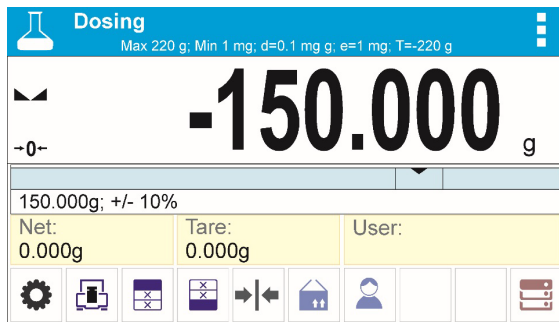 Dosing
Max 220 g; Min 1 mg; d=0.1 mg g; e=1 mg; T=-220 g
-150.000 g
→0←
150.000g; +/- 10%
Net: Tare: User:
0.000g 0.000g